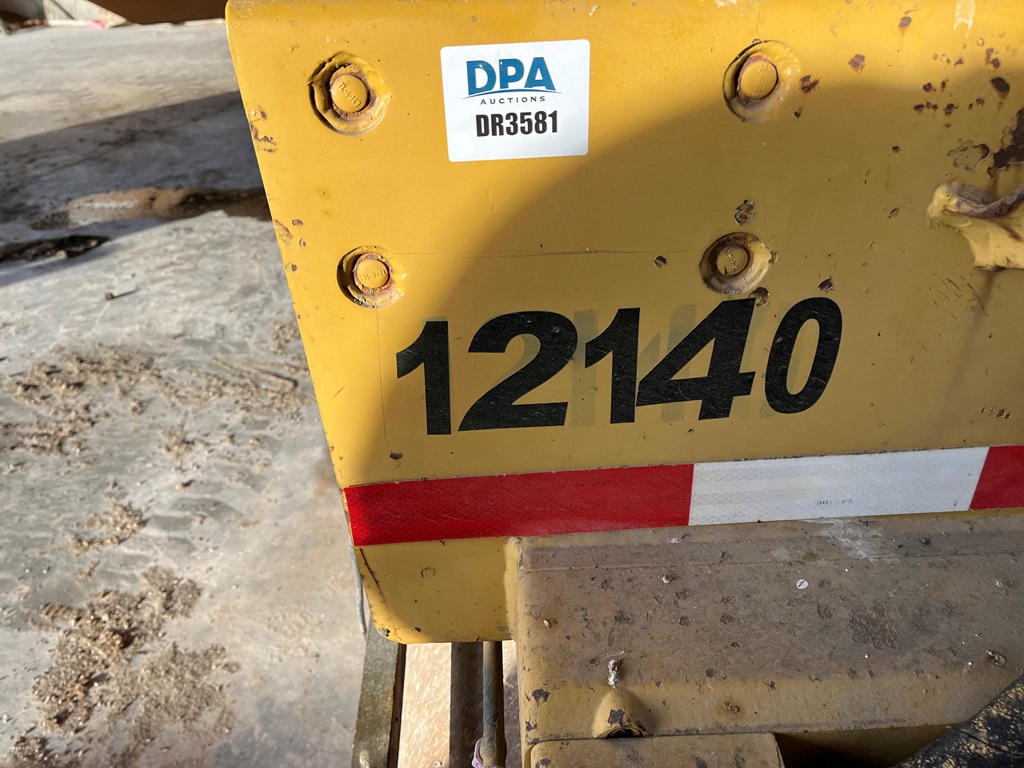 DPA
AUCTIONS
DR3581
12140